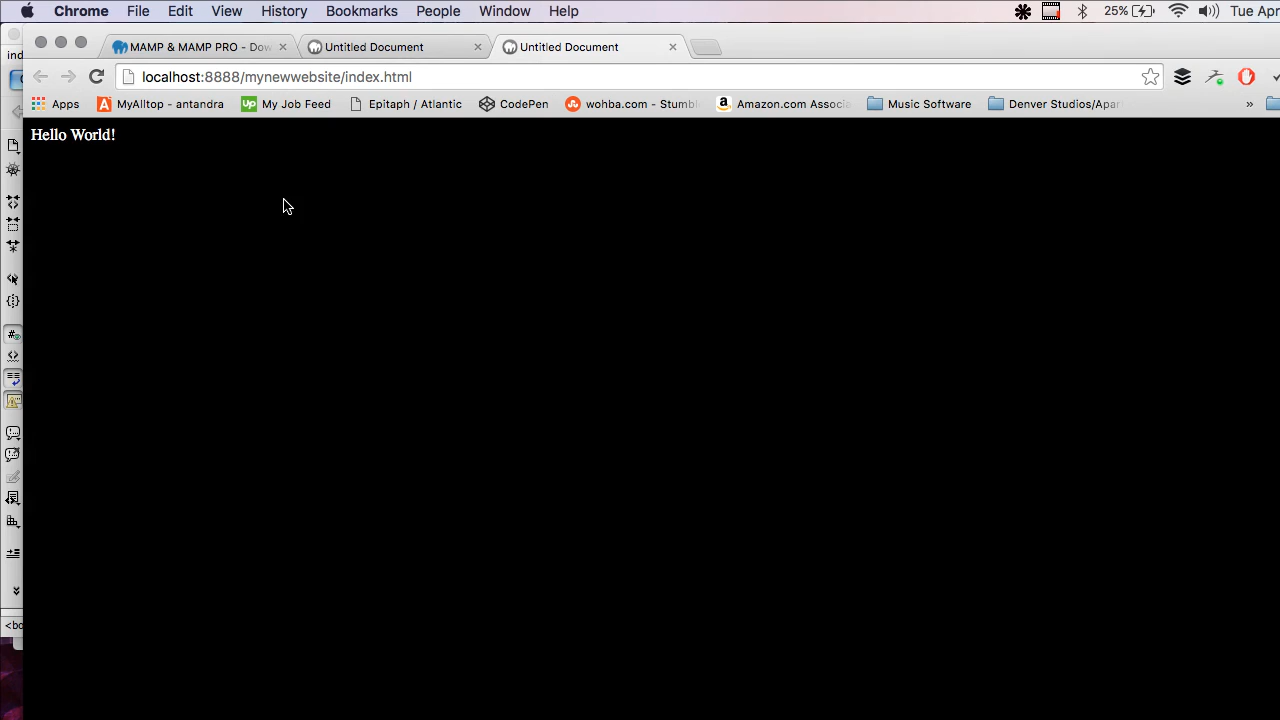 Chrome File Edit View History Bookmarks People Window Help 25% Tue Apr
ind MAMP & MAMP PRO - Dow Untitled Document Untitled Document
localhost:8888/mynewwebsite/index.html
Apps MyAlltop - antandra My Job Feed Epitaph / Atlantic CodePen wohba.com - Stumbl Amazon.com Associa Music Software Denver Studios/Apar »
Hello World!
<bo